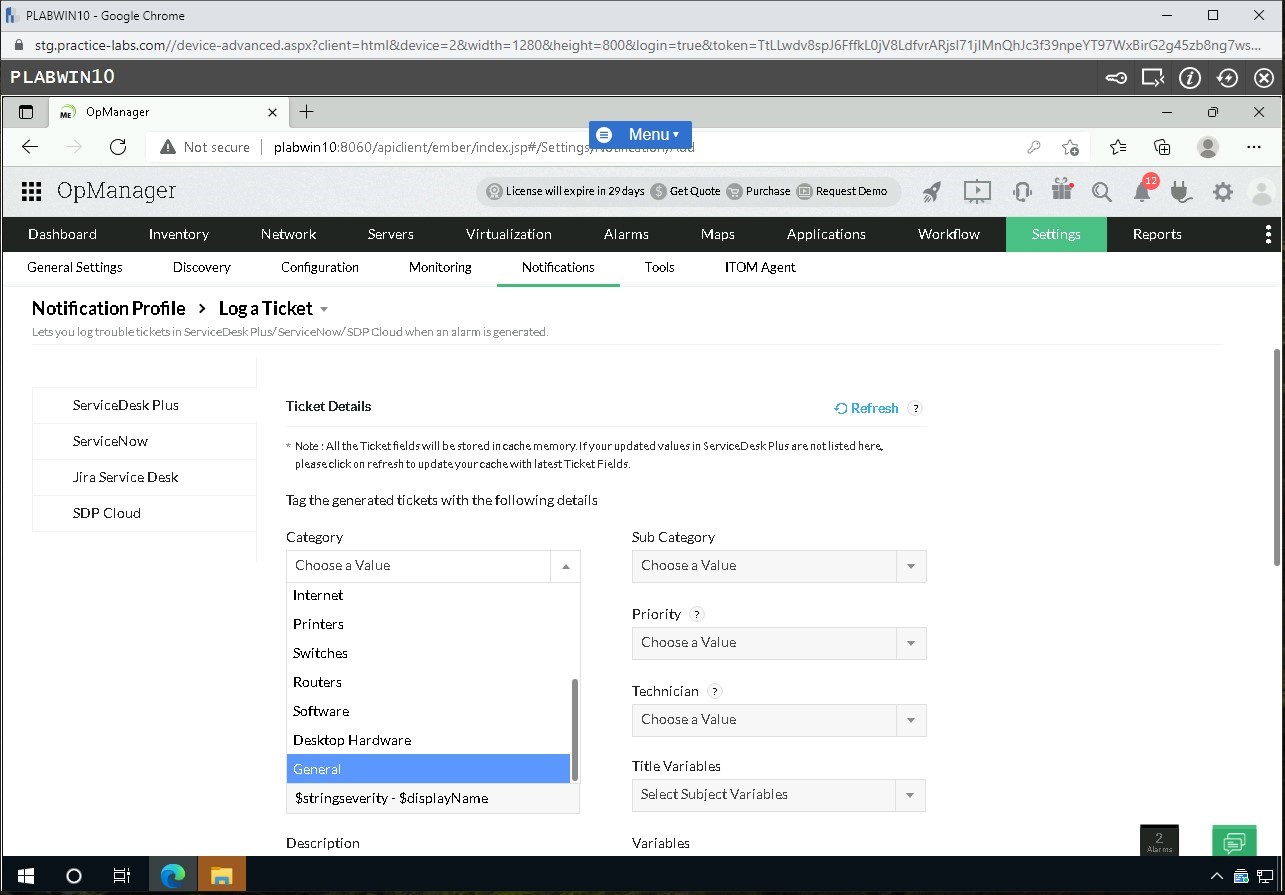 PLABWIN10 - Google Chrome
stg.practice-labs.com//device-advanced.aspx?client=html&device=2&width=1280&height=800&login=true&token=TtLLwdv8spJ6FffkL0jV8LdfvrARjsI71jIMnQhJc3f39npeYT97WxBirG2g45zb8ng7ws...
PLABWIN10
ME OpManager
Menu
Not secure plabwin10:8060/apiclient/ember/index.jsp#/Settings/Notification/Add
OpManager License will expire in 29 days Get Quote Purchase Request Demo 12
Dashboard Inventory Network Servers Virtualization Alarms Maps Applications Workflow Settings Reports
General Settings Discovery Configuration Monitoring Notifications Tools ITOM Agent
Notification Profile > Log a Ticket
Lets you log trouble tickets in ServiceDesk Plus/ServiceNow/SDP Cloud when an alarm is generated.
ServiceDesk Plus
ServiceNow
Jira Service Desk
SDP Cloud
Ticket Details Refresh ?
* Note : All the Ticket fields will be stored in cache memory. If your updated values in ServiceDesk Plus are not listed here,
please click on refresh to update your cache with latest Ticket Fields.
Tag the generated tickets with the following details
Category
Choose a Value
Internet
Printers
Switches
Routers
Software
Desktop Hardware
General
$stringseverity - $displayName
Description
Sub Category
Choose a Value
Priority ?
Choose a Value
Technician ?
Choose a Value
Title Variables
Select Subject Variables
Variables
2
Alarms